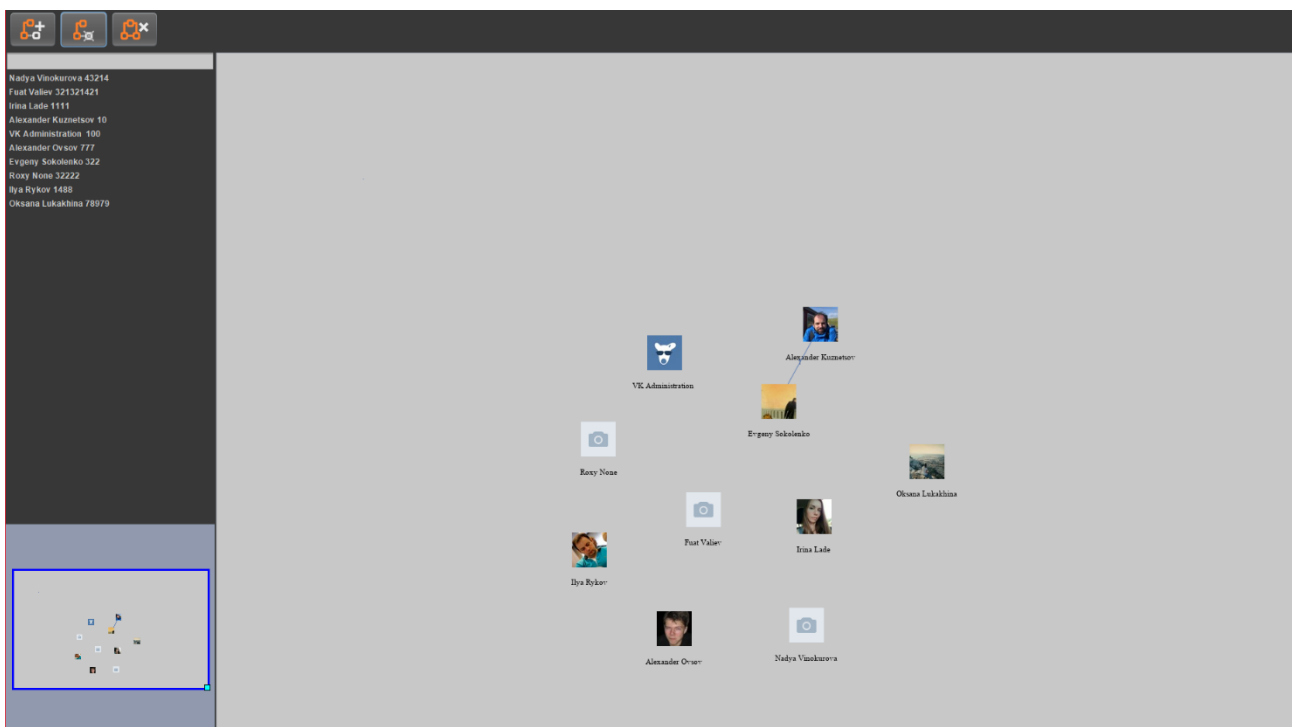 Nadya Vinokurova 43214
Fuat Valiev 321321421
Irina Lade 1111
Alexander Kuznetsov 10
VK Administration 100
Alexander Ovsov 777
Evgeny Sokolenko 322
Roxy None 32222
Ilya Rykov 1488
Oksana Lukakhina 78979
Alexander Kuznetsov
VK Administration
Evgeny Sokolenko
Roxy None
Oksana Lukakhina
Fuat Valiev
Irina Lade
Ilya Rykov
Alexander Ovsov
Nadya Vinokurova